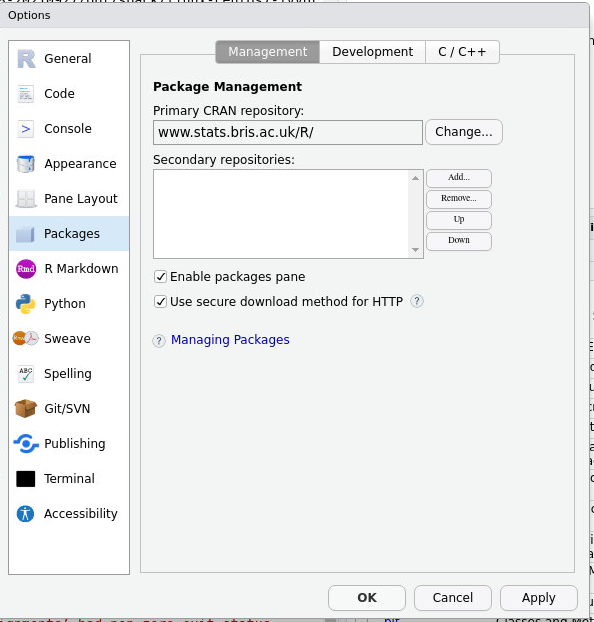 Options
General
Code
Console
Appearance
Pane Layout
Packages
R Markdown
Python
Sweave
Spelling
Git/SVN
Publishing
Terminal
Accessibility
Management
Development
C / C++
Package Management
Primary CRAN repository:
www.stats.bris.ac.uk/R/
Change...
Secondary repositories:
Add...
Remove...
Up
Down
Enable packages pane
Use secure download method for HTTP
Managing Packages
OK
Cancel
Apply